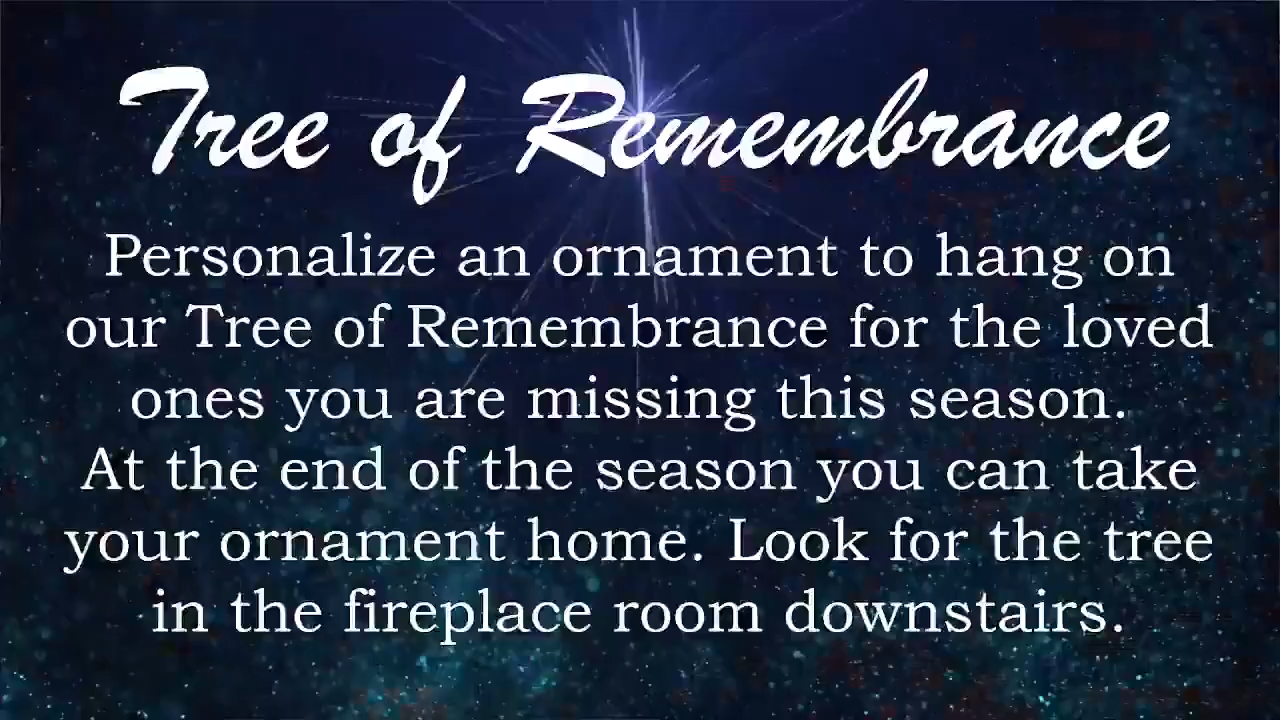 Tree of Remembrance
Personalize an ornament to hang on
our Tree of Remembrance for the loved
ones you are missing this season.
At the end of the season you can take
your ornament home. Look for the tree
in the fireplace room downstairs.